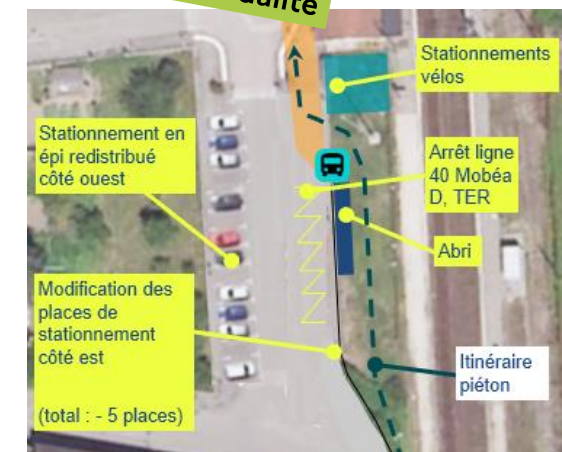 Stationnements
vélos
Stationnement en
épi redistribué
côté ouest
Arrêt ligne
40 Mobéa
D, TER
Abri
Modification des
places de
stationnement
côté est
(total : - 5 places)
Itinéraire
piéton